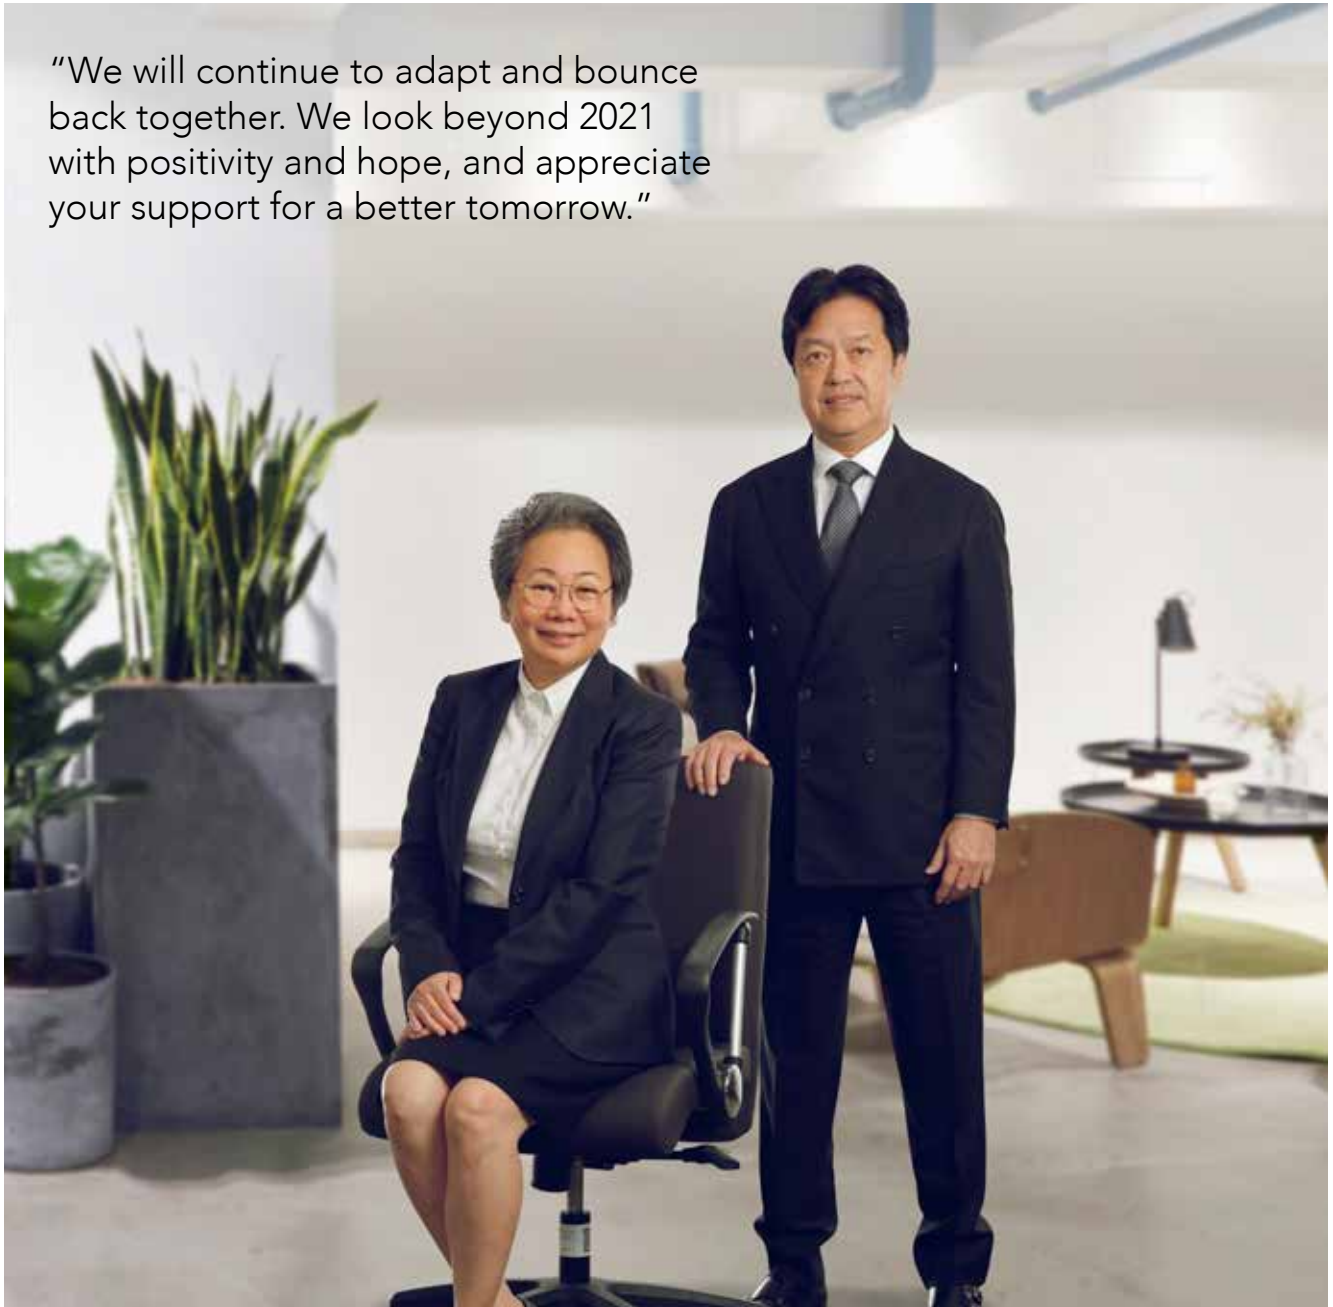 “We will continue to adapt and bounce
back together. We look beyond 2021
with positivity and hope, and appreciate
your support for a better tomorrow.”